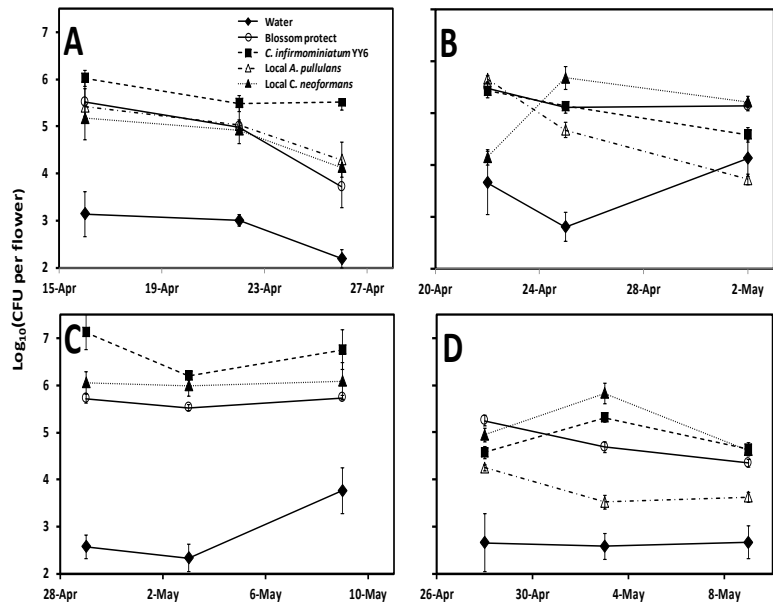 A
Water
Blossom protect
C. infirmominiatum YY6
Local A. pullulans
Local C. neoformans
B
7
6
5
4
3
2
15-Apr 19-Apr 23-Apr 27-Apr
20-Apr 24-Apr 28-Apr 2-May
Log10(CFU per flower)
C
D
7
6
5
4
3
2
28-Apr 2-May 6-May 10-May
26-Apr 30-Apr 4-May 8-May